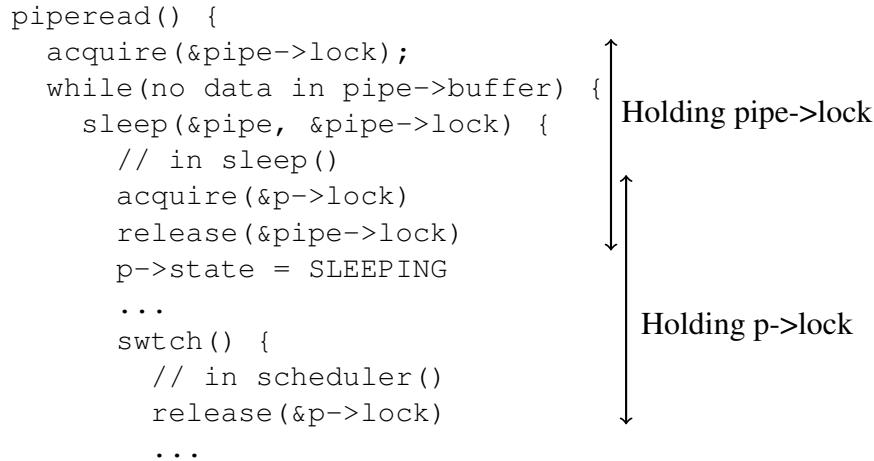 piperead() {
acquire(&pipe->lock);
while(no data in pipe->buffer) {
Holding pipe->lock
sleep(&pipe, &pipe->lock) {
// in sleep()
acquire(&p->lock)
release(&pipe->lock)
p->state = SLEEPING
...
Holding p->lock
swtch() {
// in scheduler()
release(&p->lock)
...